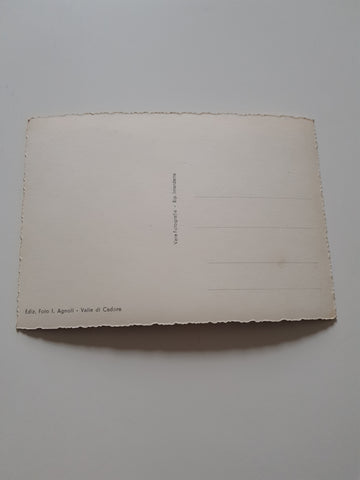 Vera Fotografia - Rip. Interdetta
Ediz. Foto I. Agnoli - Valle di Cadore